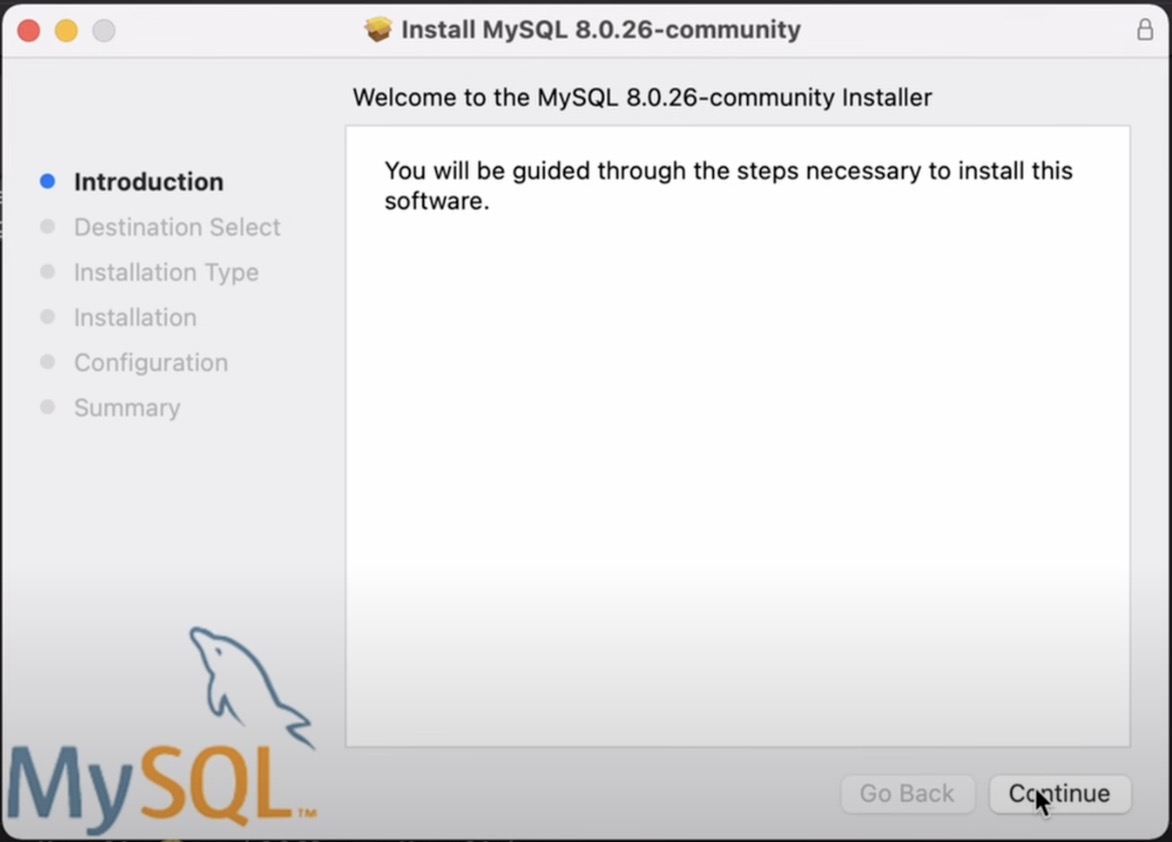 Install MySQL 8.0.26-community
Welcome to the MySQL 8.0.26-community Installer
Introduction
Destination Select
Installation Type
Installation
Configuration
Summary
You will be guided through the steps necessary to install this
software.
MySQL™
Go Back
Continue